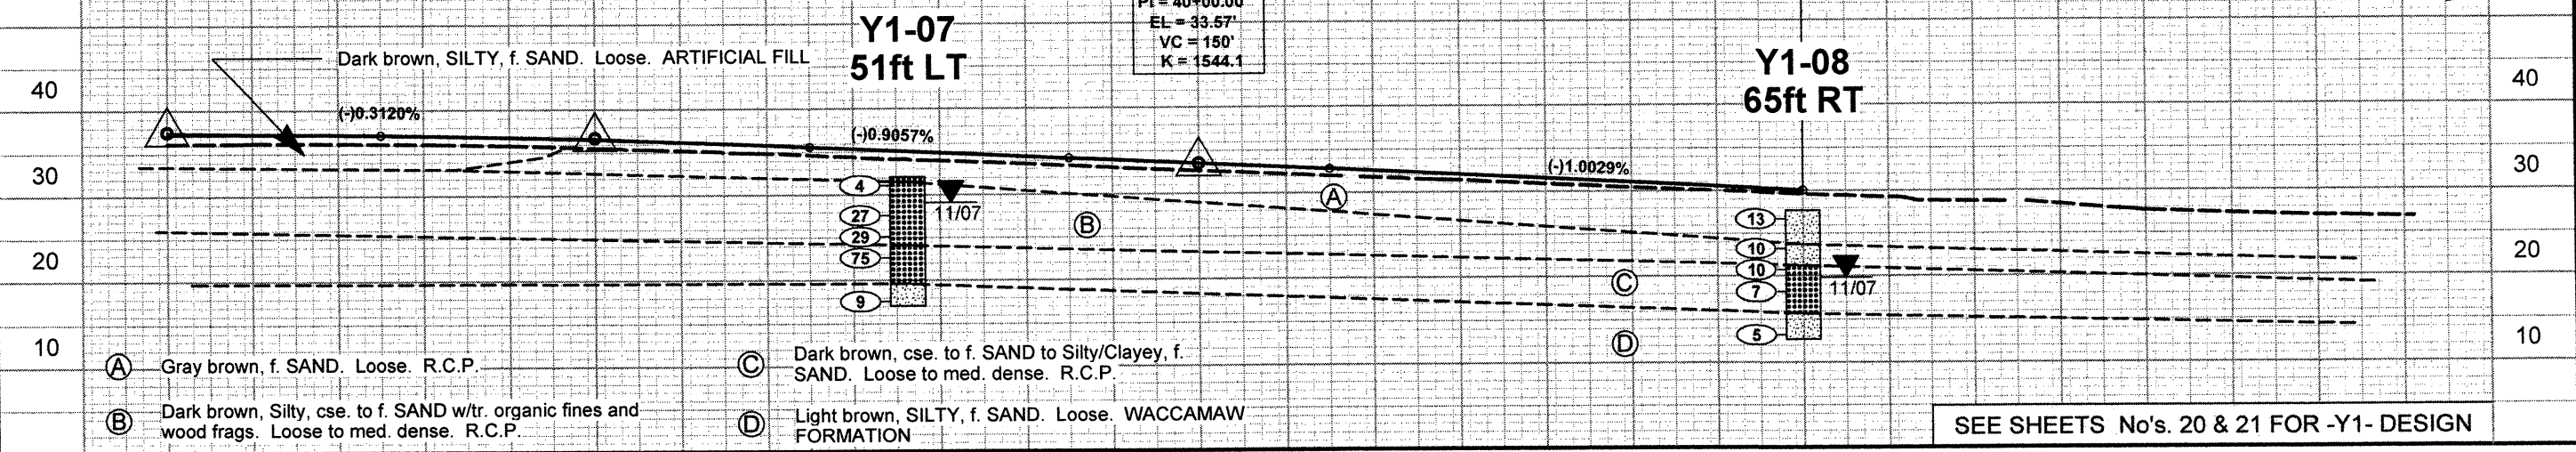 PI = 40+00.00
EL = 33.57'
VC = 150'
K = 1544.1
Y1-07
51ft LT
Y1-08
65ft RT
Dark brown, SILTY, f. SAND. Loose. ARTIFICIAL FILL
40
40
(-)0.3120%
(-)0.9057%
(-)1.0029%
30
30
4
27
29
75
9
11/07
A
B
13
10
10
7
5
11/07
20
20
C
D
10
10
A Gray brown, f. SAND. Loose. R.C.P.
B Dark brown, Silty, cse. to f. SAND w/tr. organic fines and
wood frags. Loose to med. dense. R.C.P.
C Dark brown, cse. to f. SAND to Silty/Clayey, f.
SAND. Loose to med. dense. R.C.P.
D Light brown, SILTY, f. SAND. Loose. WACCAMAW
FORMATION
SEE SHEETS No's. 20 & 21 FOR -Y1- DESIGN